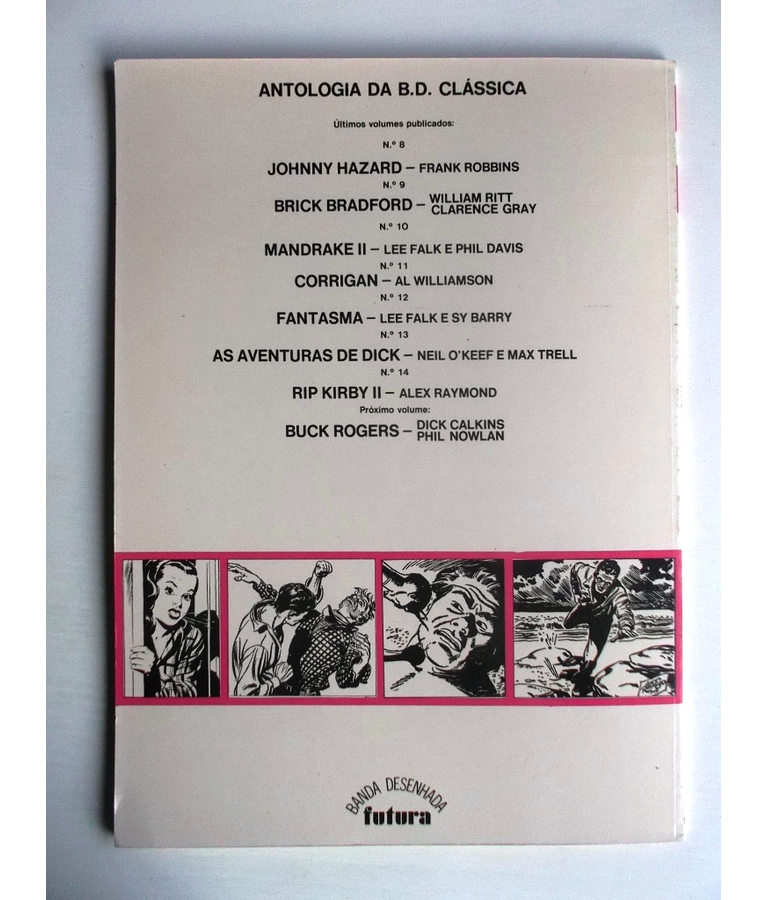 ANTOLOGIA DA B.D. CLÁSSICA
Últimos volumes publicados:
N.º 8
JOHNNY HAZARD – FRANK ROBBINS
N.º 9
BRICK BRADFORD – WILLIAM RITT
CLARENCE GRAY
N.º 10
MANDRAKE II – LEE FALK E PHIL DAVIS
N.º 11
CORRIGAN – AL WILLIAMSON
N.º 12
FANTASMA – LEE FALK E SY BARRY
N.º 13
AS AVENTURAS DE DICK – NEIL O'KEEF E MAX TRELL
N.º 14
RIP KIRBY II – ALEX RAYMOND
Próximo volume:
BUCK ROGERS – DICK CALKINS
PHIL NOWLAN
BANDA DESENHADA
futura